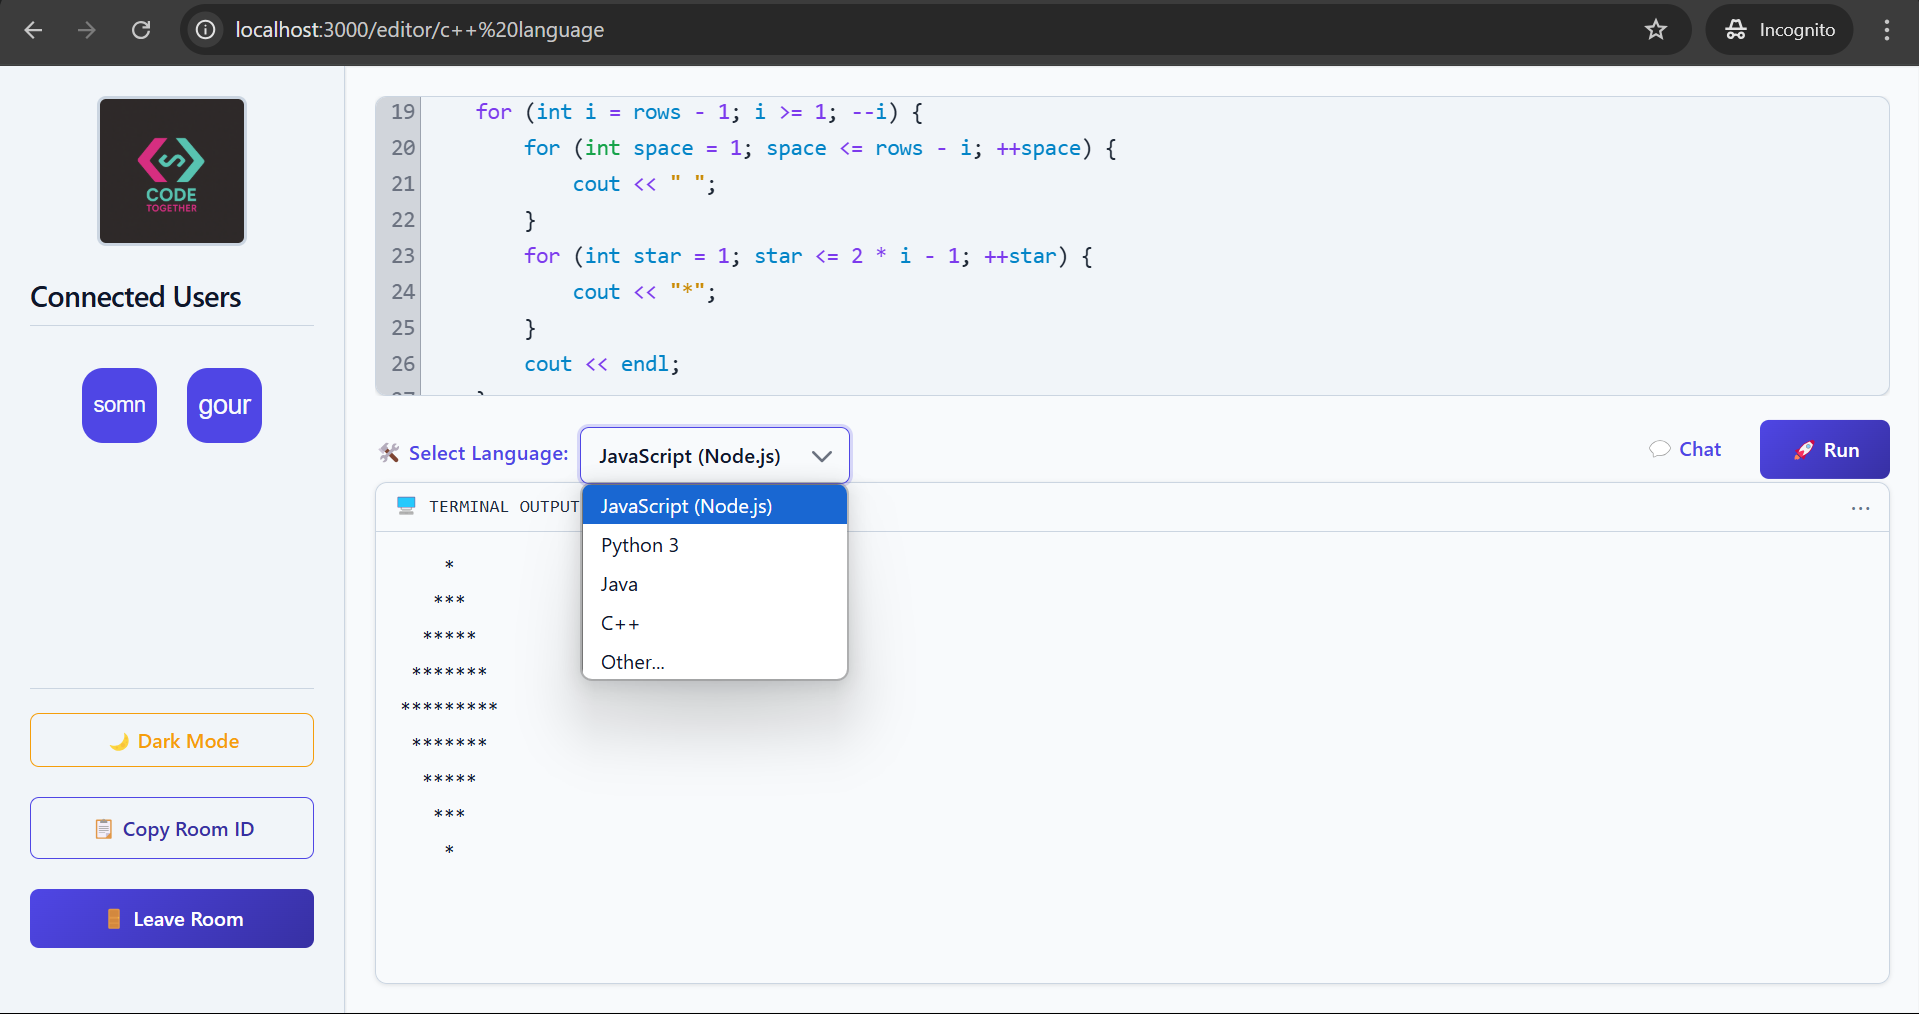 localhost:3000/editor/c++%20language
Incognito
CODE
TOGETHER
Connected Users
somn
gour
🌙 Dark Mode
📋 Copy Room ID
🚪 Leave Room
19 for (int i = rows - 1; i >= 1; --i) {
20 for (int space = 1; space <= rows - i; ++space) {
21 cout << " ";
22 }
23 for (int star = 1; star <= 2 * i - 1; ++star) {
24 cout << "*";
25 }
26 cout << endl;
🛠️ Select Language:
JavaScript (Node.js)
JavaScript (Node.js)
Python 3
Java
C++
Other...
💬 Chat
🚀 Run
🖥️ TERMINAL OUTPUT
...
    *
   ***
  *****
 *******
*********
 *******
  *****
   ***
    *